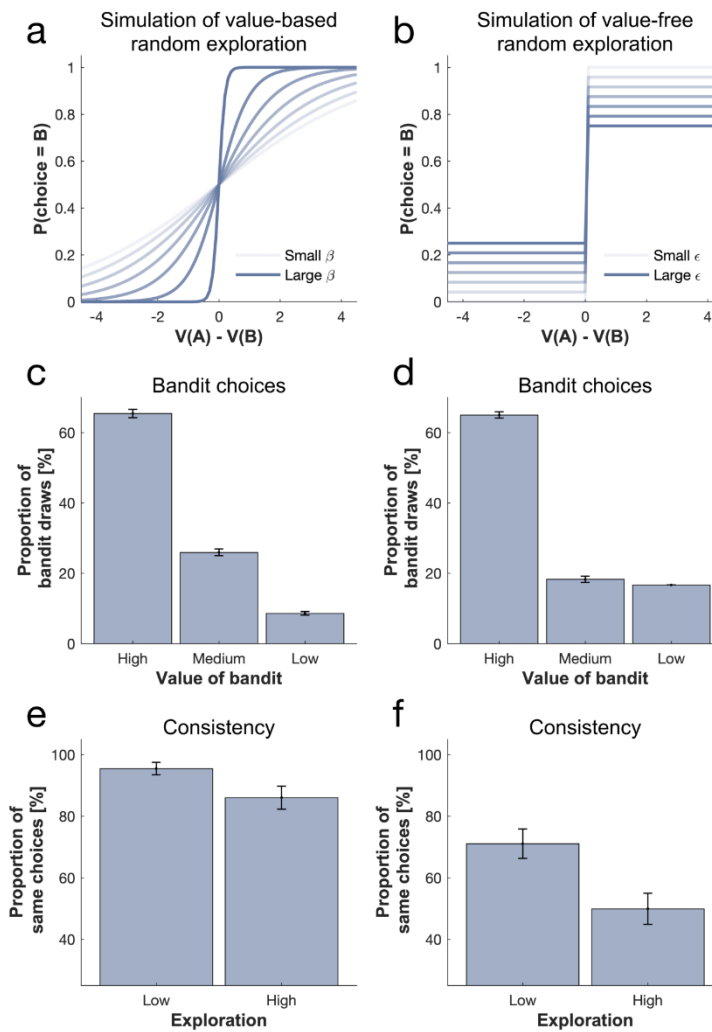 a
Simulation of value-based
random exploration
P(choice = B)
1
0.8
0.6
0.4
0.2
0
Small β
Large β
-4
-2
0
2
4
V(A) - V(B)
b
Simulation of value-free
random exploration
P(choice = B)
1
0.8
0.6
0.4
0.2
0
Small ϵ
Large ϵ
-4
-2
0
2
4
V(A) - V(B)
c
Bandit choices
Proportion of
bandit draws [%]
60
40
20
0
High
Medium
Low
Value of bandit
d
Bandit choices
Proportion of
bandit draws [%]
60
40
20
0
High
Medium
Low
Value of bandit
e
Consistency
Proportion of
same choices [%]
100
80
60
40
Low
High
Exploration
f
Consistency
Proportion of
same choices [%]
100
80
60
40
Low
High
Exploration